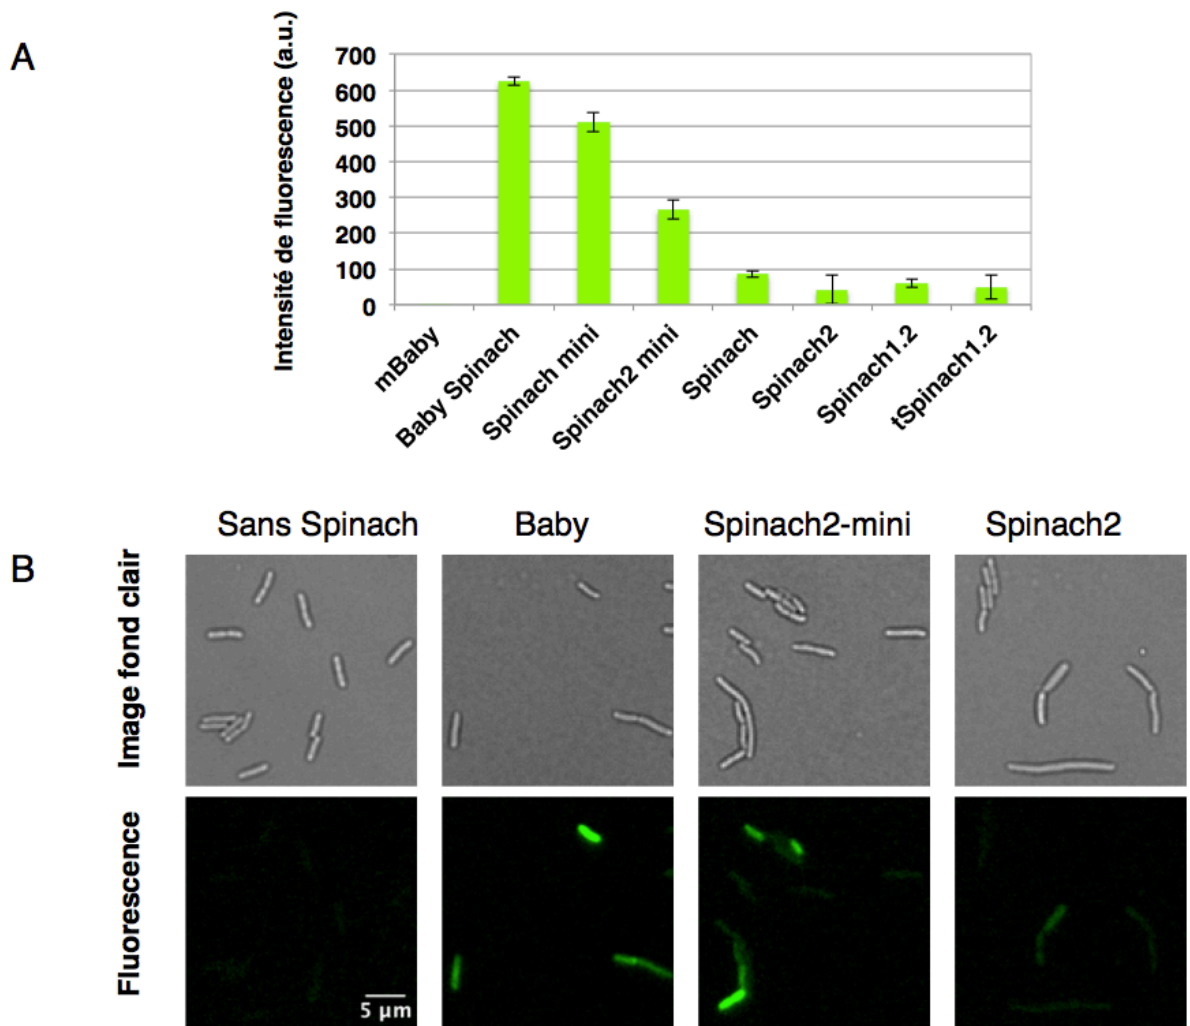 A
Intensité de fluorescence (a.u.)
700
600
500
400
300
200
100
0
mBaby
Baby Spinach
Spinach mini
Spinach2 mini
Spinach
Spinach2
Spinach1.2
tSpinach1.2
B
Sans Spinach
Baby
Spinach2-mini
Spinach2
Image fond clair
Fluorescence
5 µm